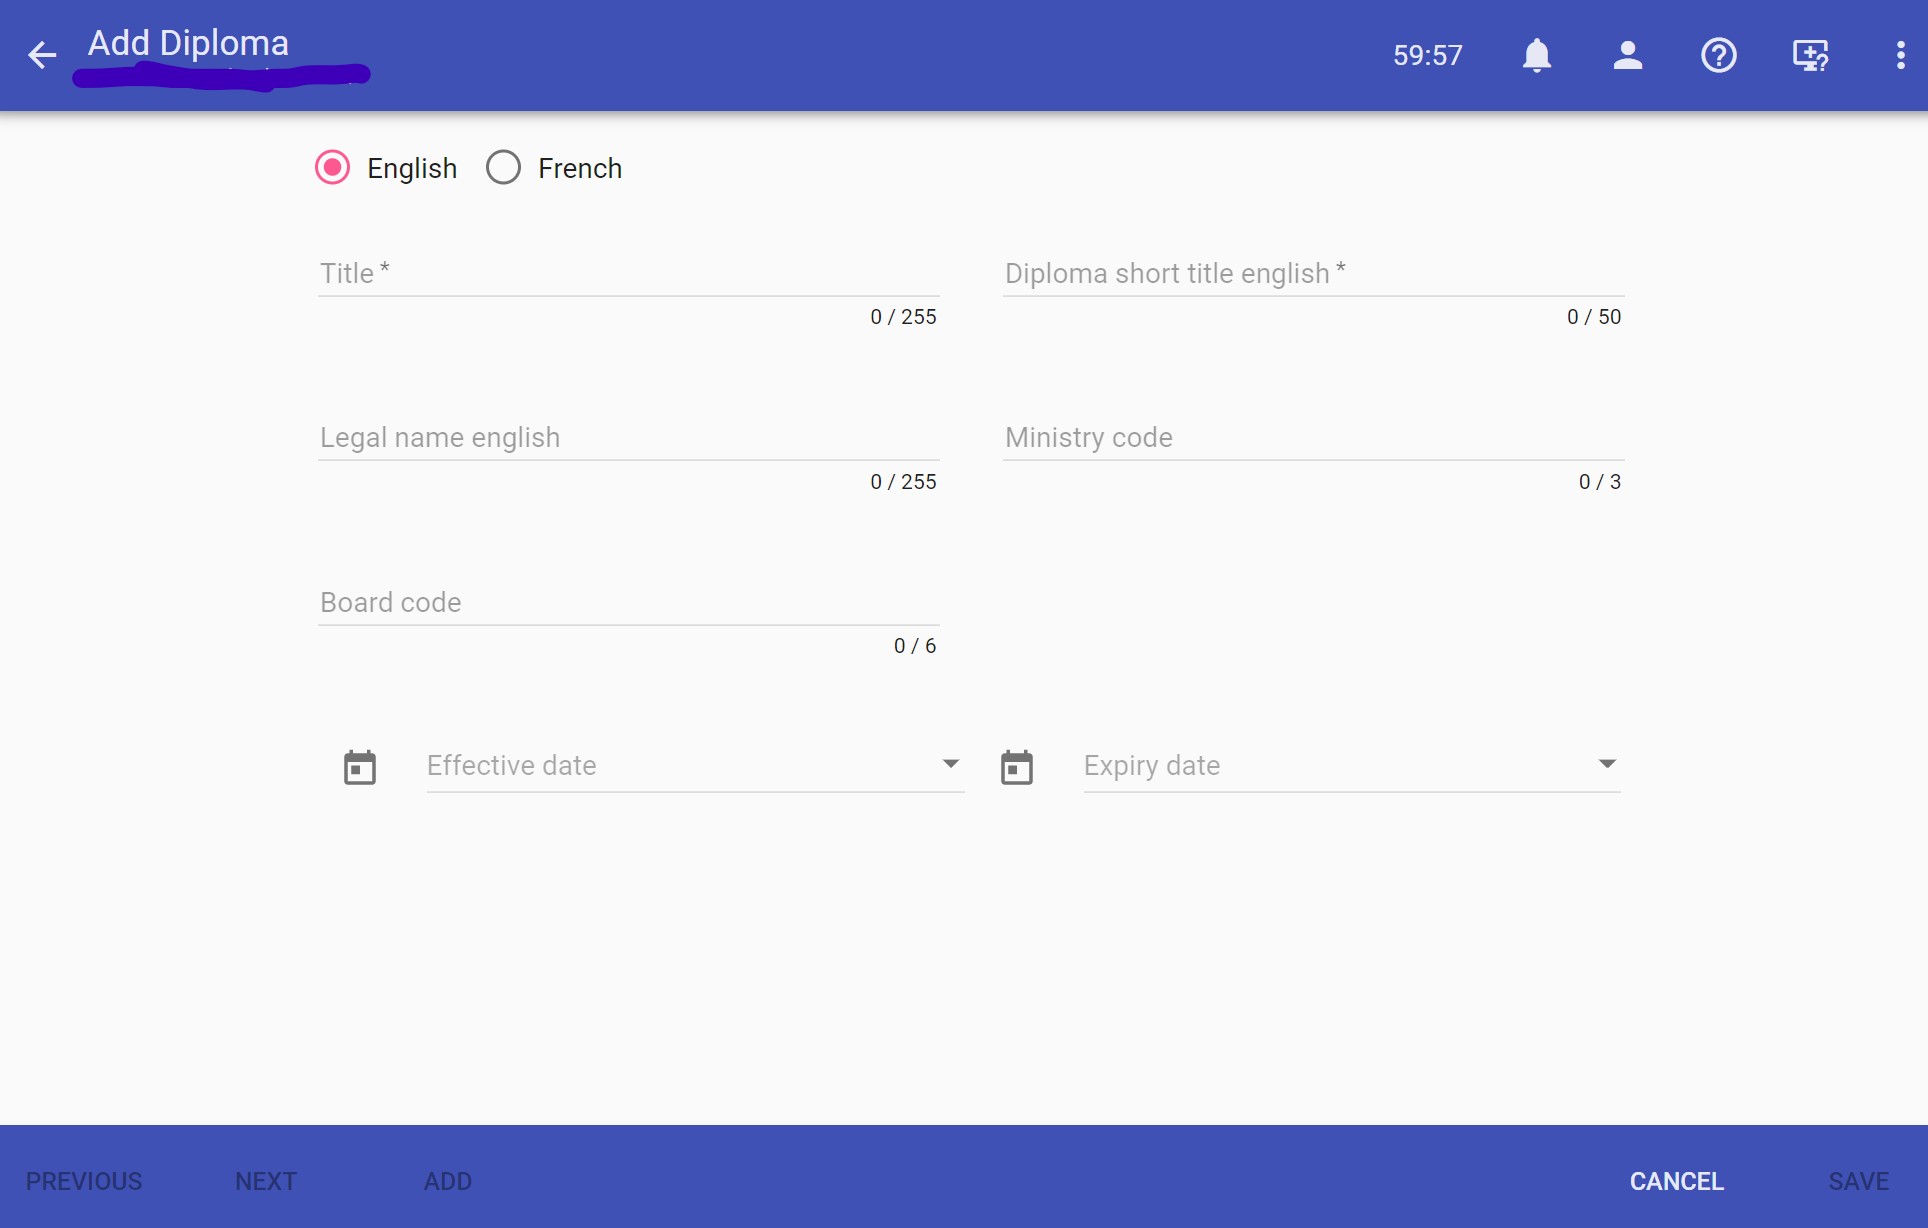 Add Diploma
59:57
English French
Title *
0 / 255
Diploma short title english *
0 / 50
Legal name english
0 / 255
Ministry code
0 / 3
Board code
0 / 6
Effective date
Expiry date
PREVIOUS NEXT ADD CANCEL SAVE